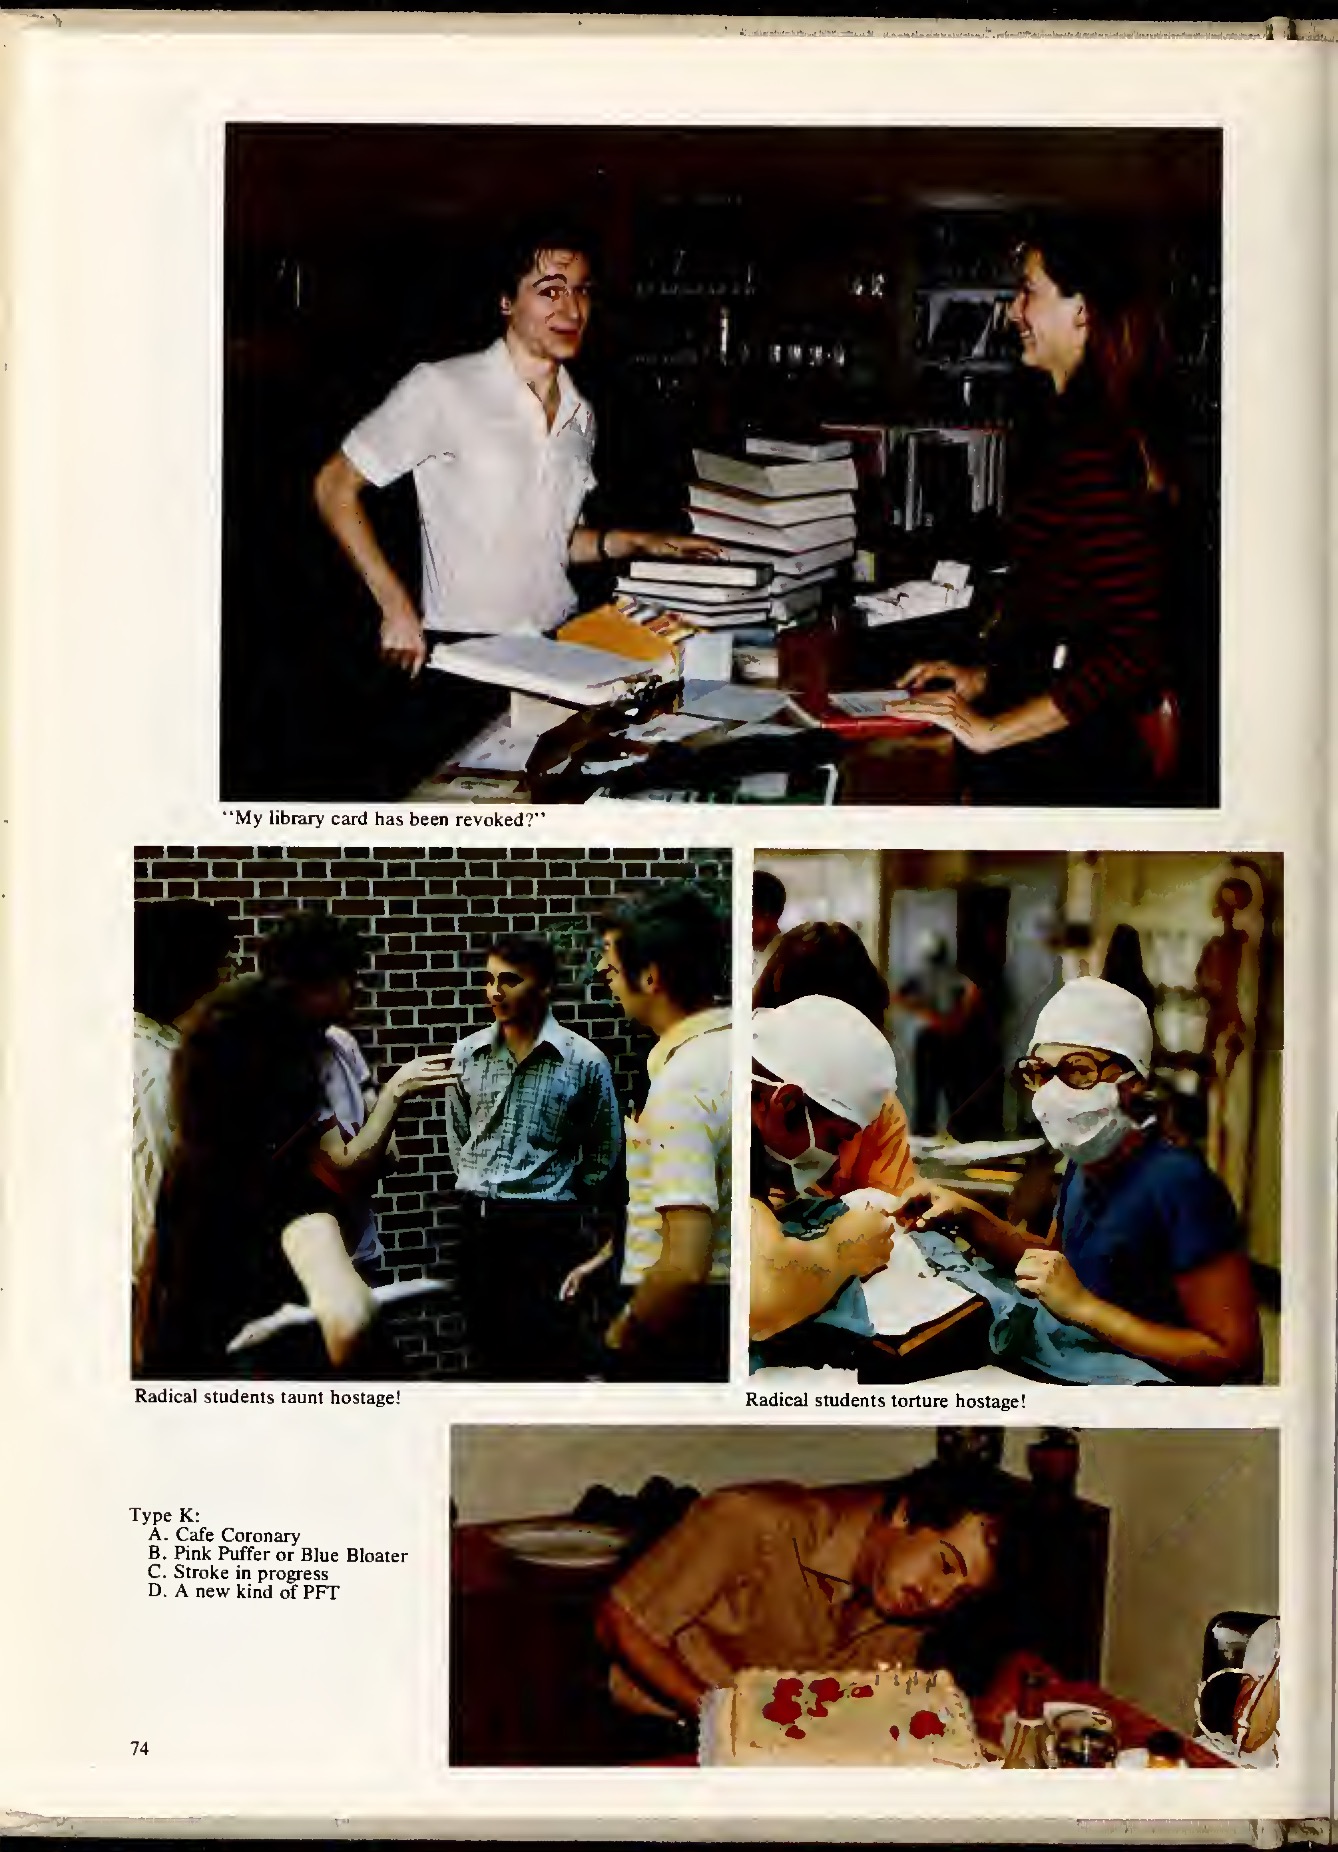 "My library card has been revoked?"
Radical students taunt hostage!
Radical students torture hostage!
Type K:
A. Cafe Coronary
B. Pink Puffer or Blue Bloater
C. Stroke in progress
D. A new kind of PFT
74